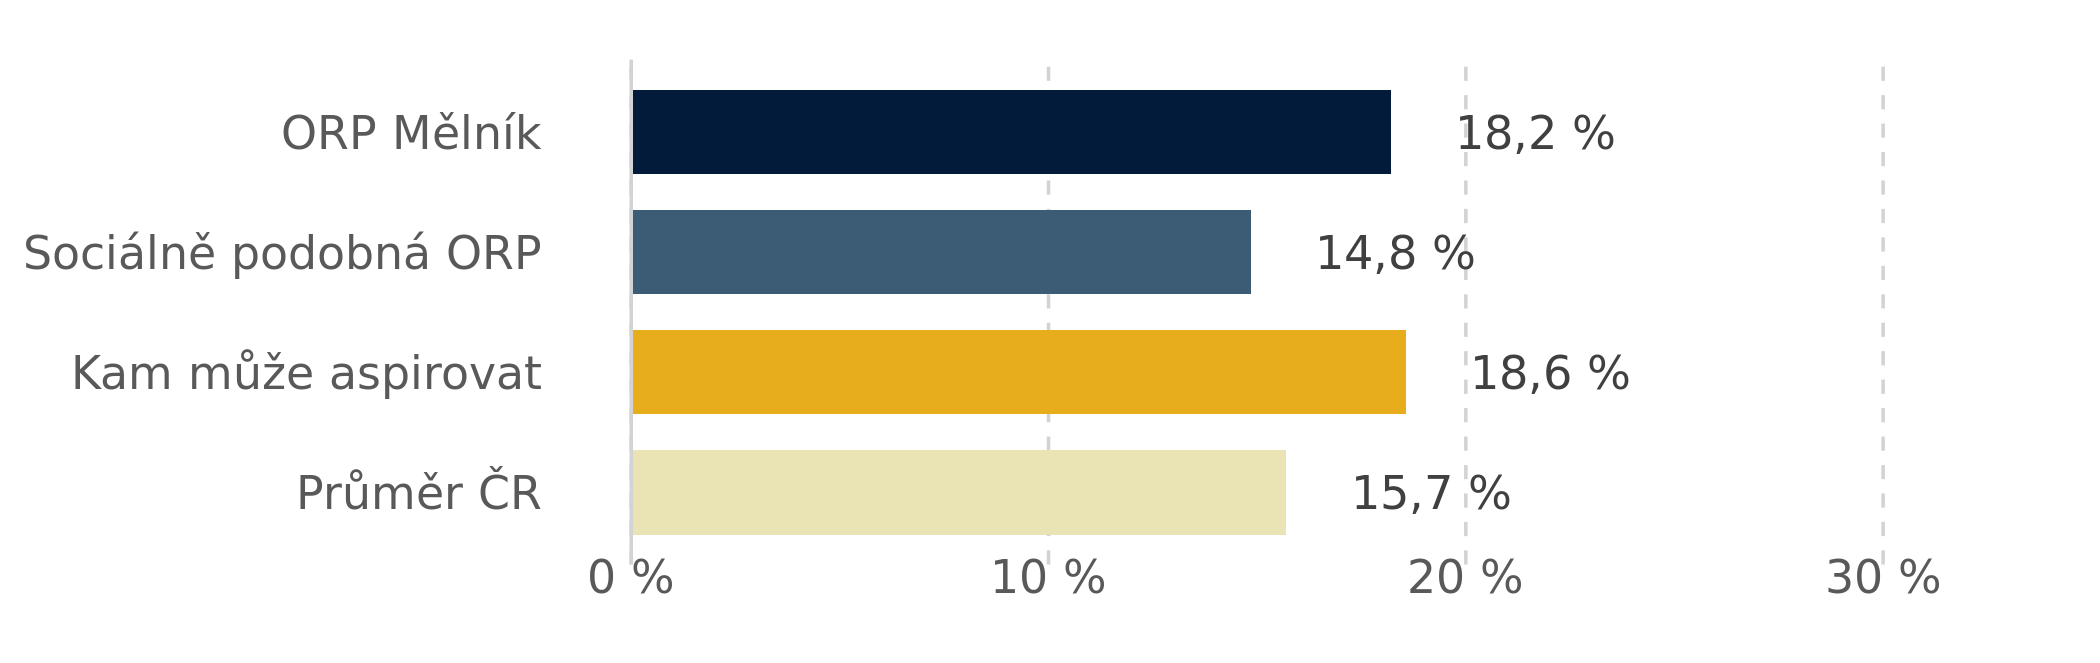 ORP Mělník 18,2 %
Sociálně podobná ORP 14,8 %
Kam může aspirovat 18,6 %
Průměr ČR 15,7 %
0 % 10 % 20 % 30 %